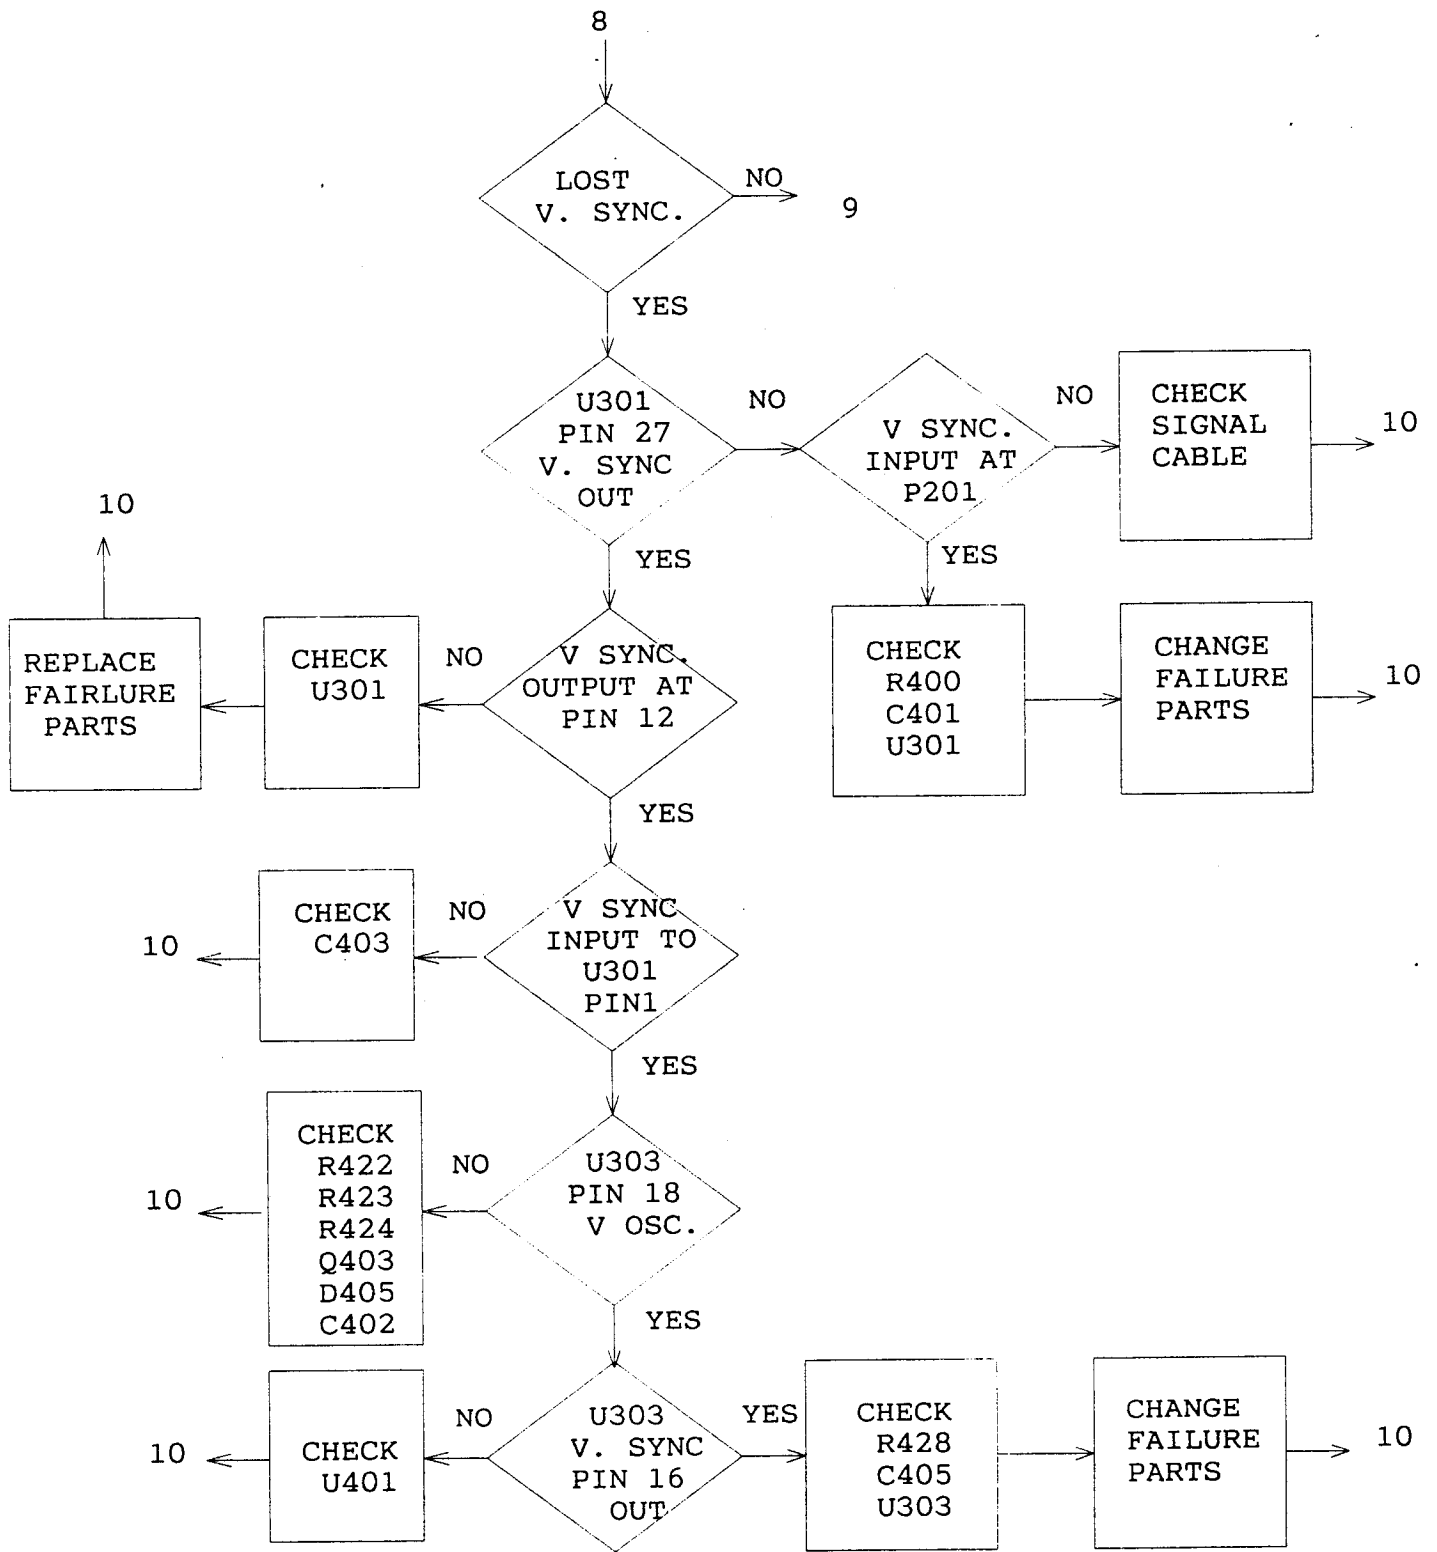 8
LOST
V. SYNC.
NO
9
YES
U301
PIN 27
V. SYNC
OUT
NO
V SYNC.
INPUT AT
P201
NO
CHECK
SIGNAL
CABLE
10
YES
YES
10
REPLACE
FAIRLURE
PARTS
CHECK
U301
NO
V SYNC.
OUTPUT AT
PIN 12
CHECK
R400
C401
U301
CHANGE
FAILURE
PARTS
10
YES
10
CHECK
C403
NO
V SYNC
INPUT TO
U301
PIN1
YES
10
CHECK
R422
R423
R424
Q403
D405
C402
NO
U303
PIN 18
V OSC.
YES
10
CHECK
U401
NO
U303
V. SYNC
PIN 16
OUT
YES
CHECK
R428
C405
U303
CHANGE
FAILURE
PARTS
10